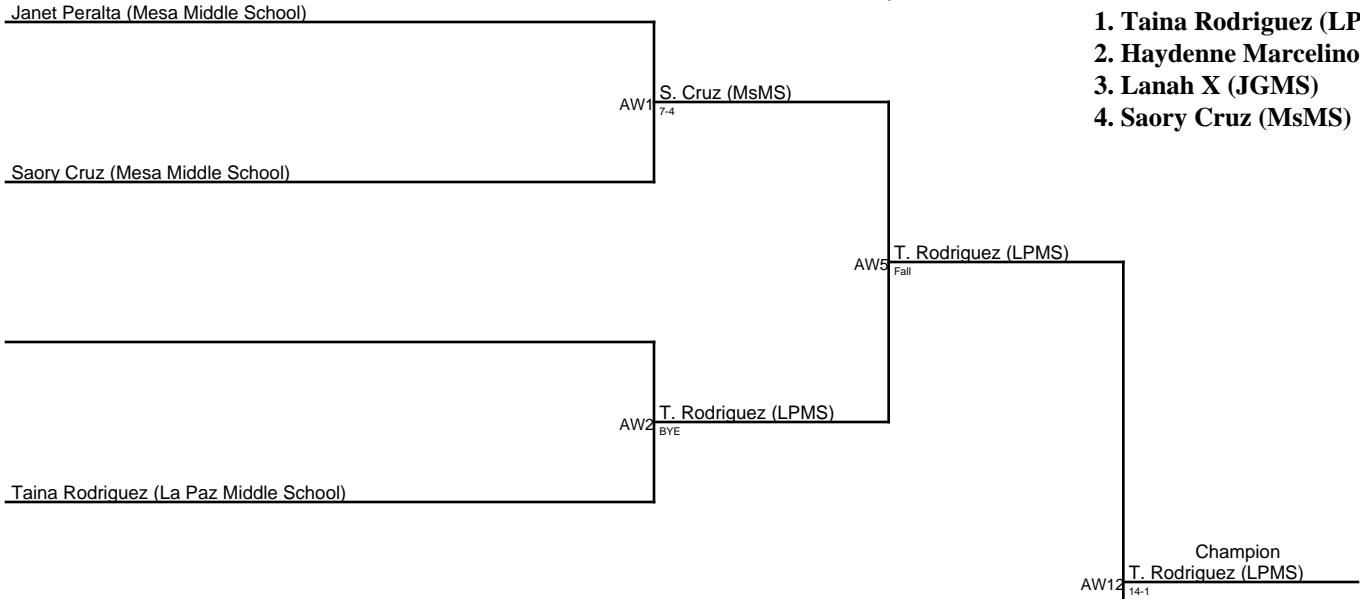 Janet Peralta (Mesa Middle School)
1. Taina Rodriguez (LP
2. Haydenne Marcelino
3. Lanah X (JGMS)
4. Saory Cruz (MsMS)
AW1 S. Cruz (MsMS)
7-4
Saory Cruz (Mesa Middle School)
AW5 T. Rodriguez (LPMS)
Fall
AW2 T. Rodriguez (LPMS)
BYE
Taina Rodriguez (La Paz Middle School)
Champion
AW12 T. Rodriguez (LPMS)
14-1